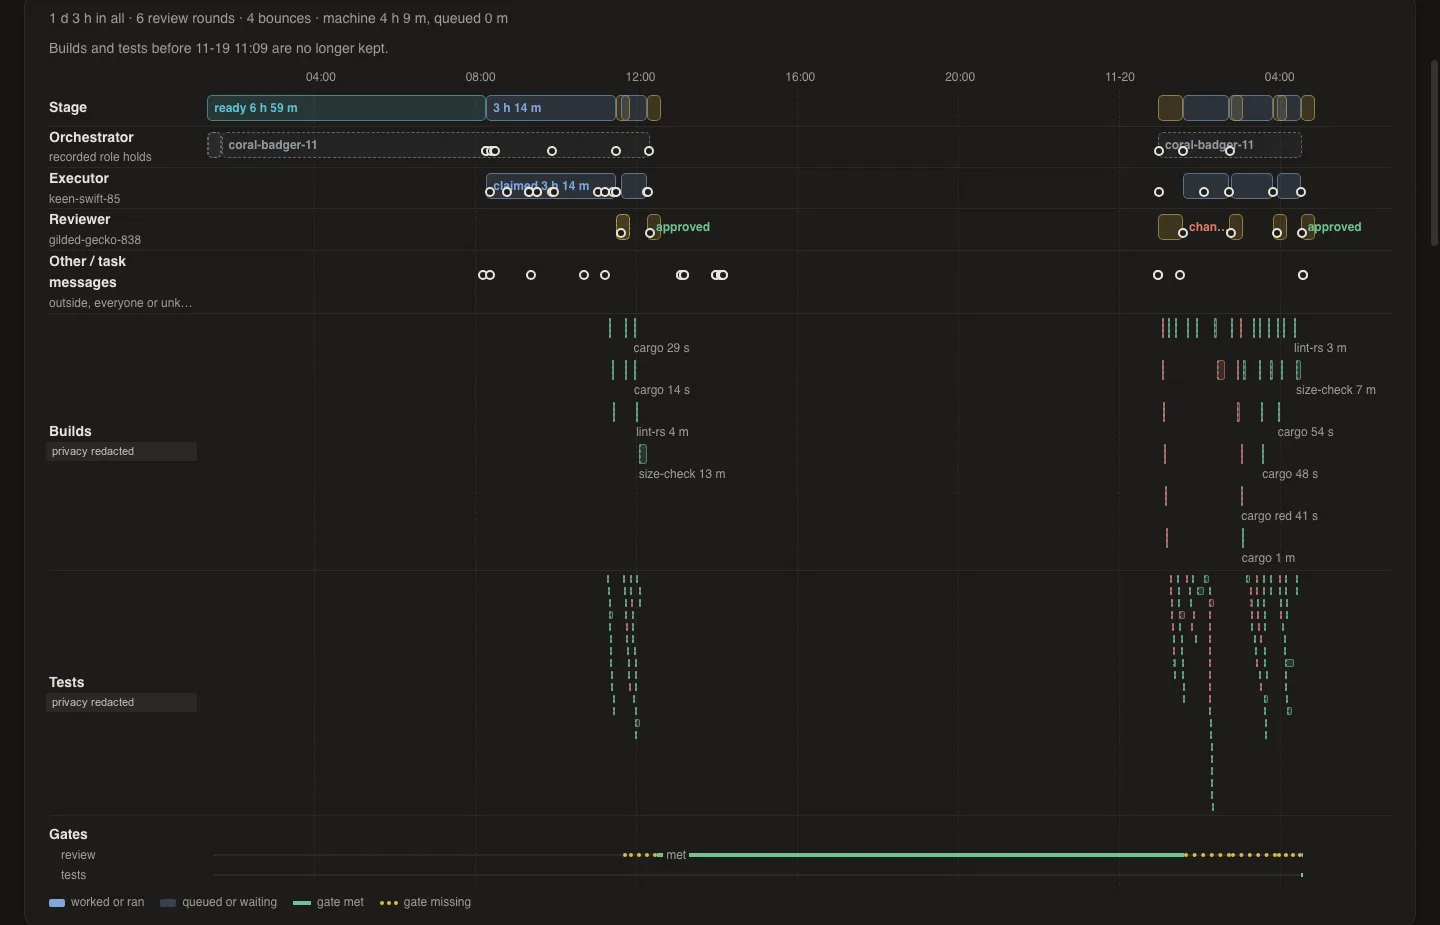 1 d 3 h in all · 6 review rounds · 4 bounces · machine 4 h 9 m, queued 0 m
Builds and tests before 11-19 11:09 are no longer kept.
04:00 08:00 12:00 16:00 20:00 11-20 04:00
Stage
ready 6 h 59 m
3 h 14 m
Orchestrator
recorded role holds
coral-badger-11
coral-badger-11
Executor
keen-swift-85
claimed 3 h 14 m
Reviewer
gilded-gecko-838
approved
chan…
approved
Other / task
messages
outside, everyone or unk…
Builds
privacy redacted
cargo 29 s
lint-rs 3 m
cargo 14 s
size-check 7 m
lint-rs 4 m
cargo 54 s
size-check 13 m
cargo 48 s
cargo red 41 s
cargo 1 m
Tests
privacy redacted
Gates
review
met
tests
worked or ran
queued or waiting
gate met
gate missing